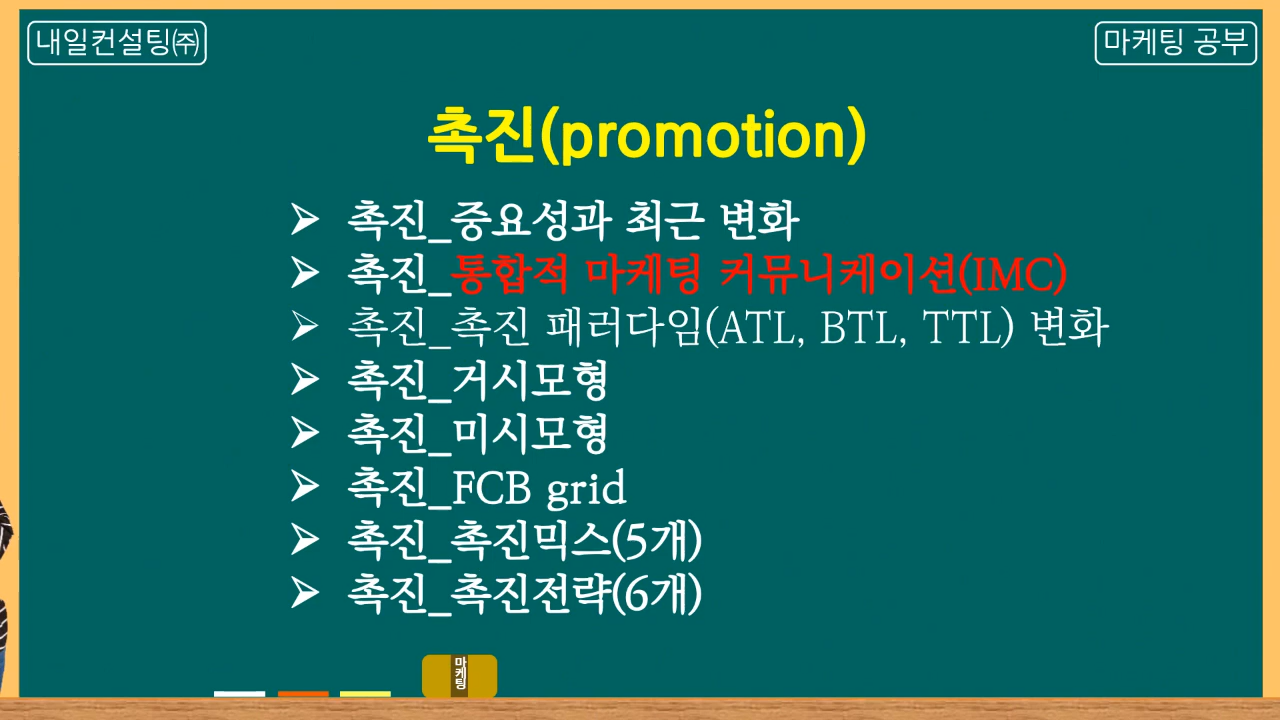 내일컨설팅㈜
마케팅 공부
촉진(promotion)
➢ 촉진_중요성과 최근 변화
➢ 촉진_통합적 마케팅 커뮤니케이션(IMC)
➢ 촉진_촉진 패러다임(ATL, BTL, TTL) 변화
➢ 촉진_거시모형
➢ 촉진_미시모형
➢ 촉진_FCB grid
➢ 촉진_촉진믹스(5개)
➢ 촉진_촉진전략(6개)
마케팅